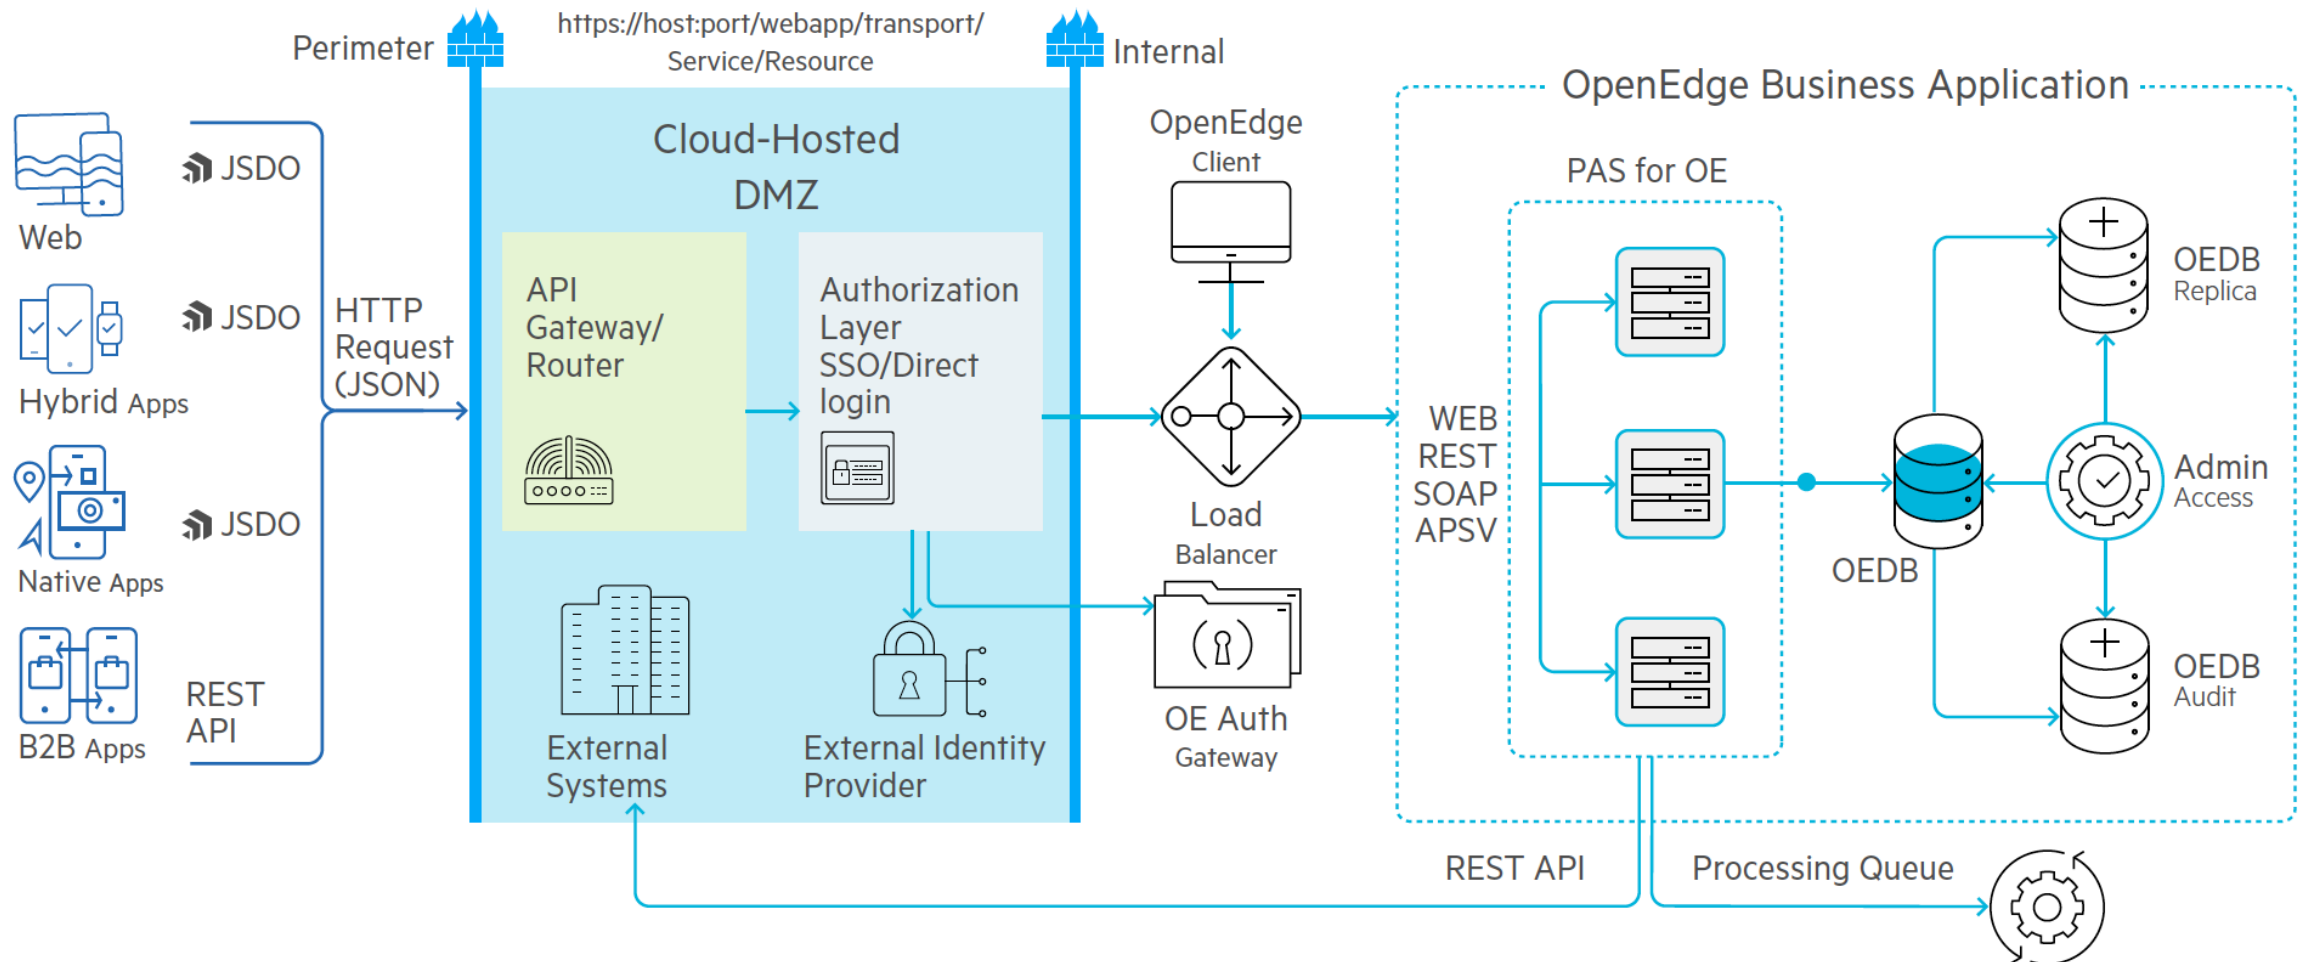 Perimeter
https://host:port/webapp/transport/
Service/Resource
Internal
JSDO
Web
JSDO
Hybrid Apps
JSDO
Native Apps
REST
API
B2B Apps
HTTP
Request
(JSON)
Cloud-Hosted
DMZ
API
Gateway/
Router
Authorization
Layer
SSO/Direct
login
External
Systems
External Identity
Provider
OpenEdge
Client
Load
Balancer
OE Auth
Gateway
OpenEdge Business Application
PAS for OE
WEB
REST
SOAP
APSV
OEDB
OEDB
Replica
Admin
Access
OEDB
Audit
REST API
Processing Queue